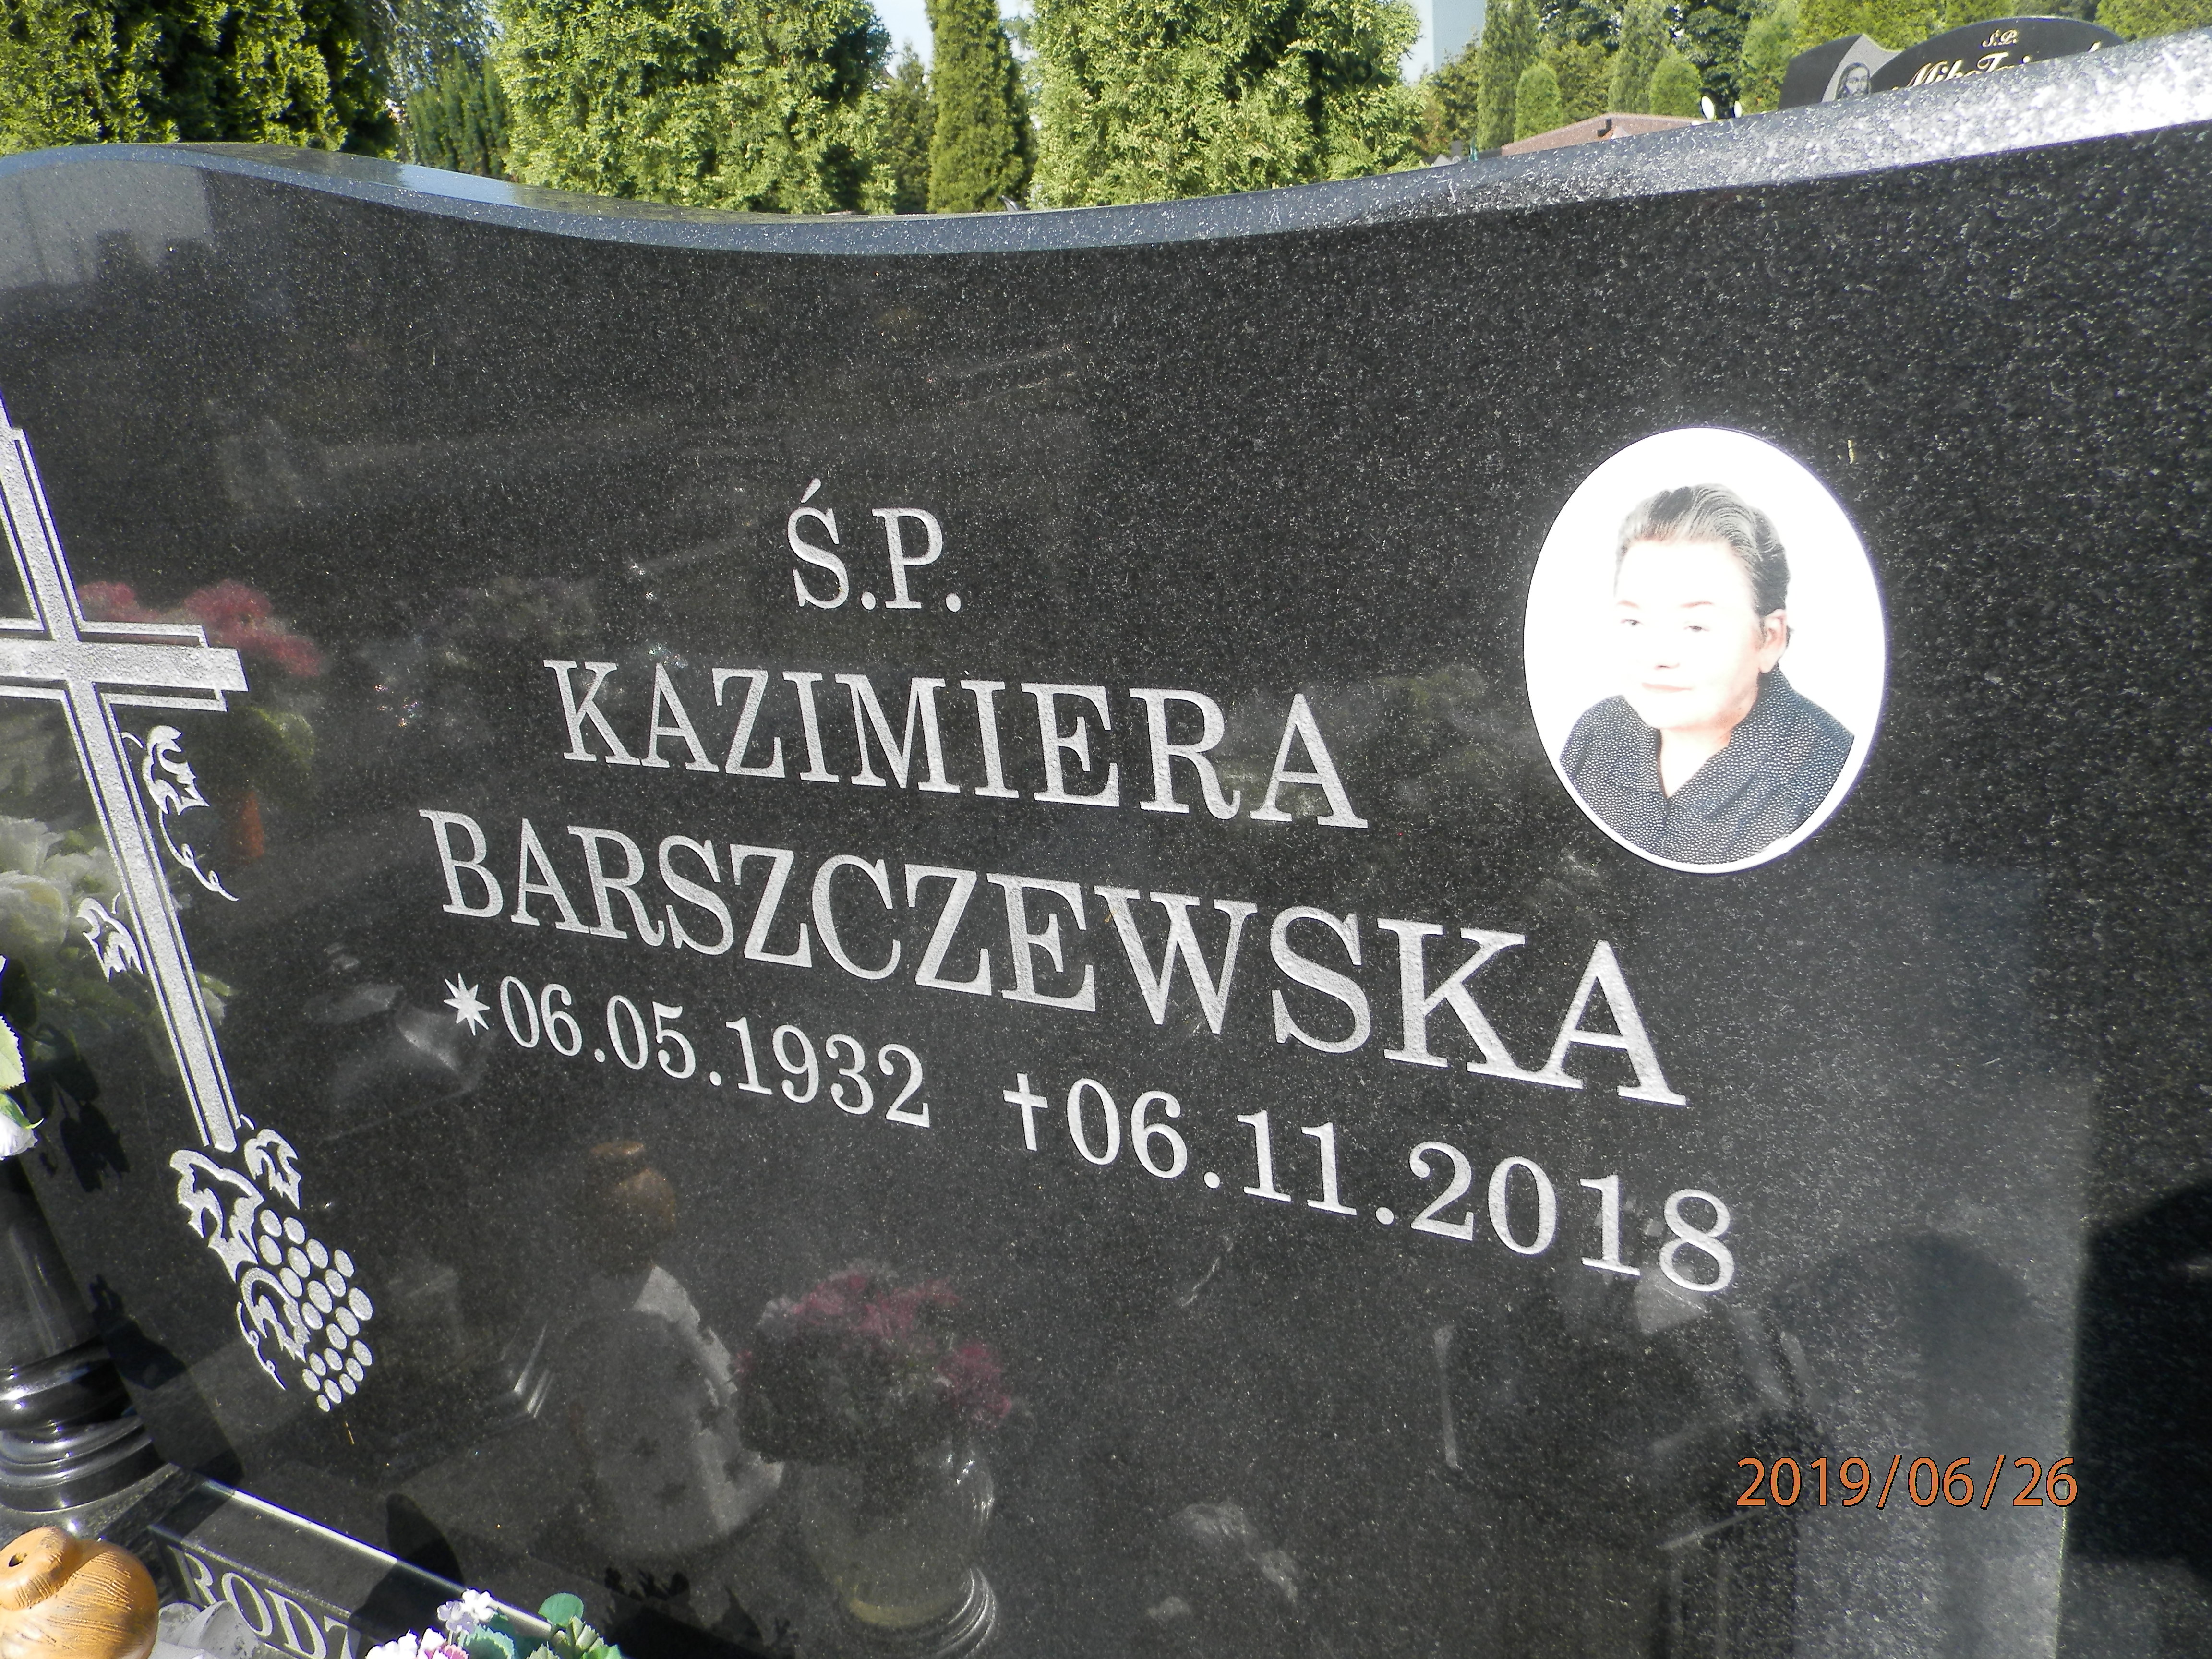 Ś.P.
Ś.P.
KAZIMIERA
BARSZCZEWSKA
✷06.05.1932 †06.11.2018
2019/06/26